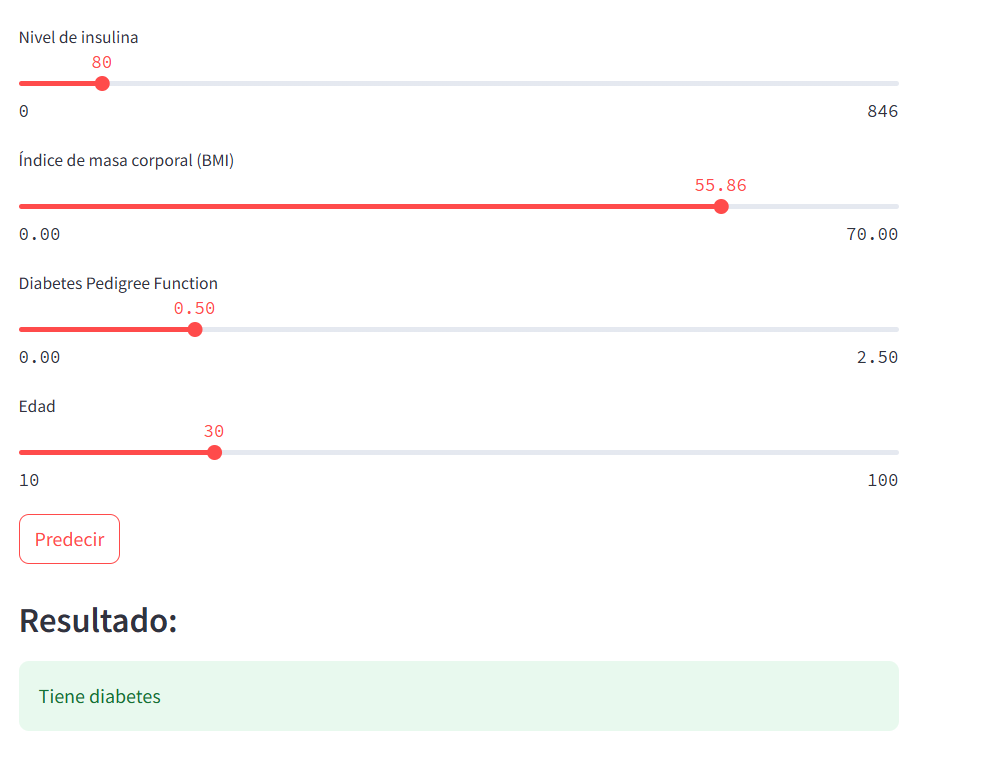 Nivel de insulina
80
0 846
Índice de masa corporal (BMI)
55.86
0.00 70.00
Diabetes Pedigree Function
0.50
0.00 2.50
Edad
30
10 100
Predecir
Resultado:
Tiene diabetes